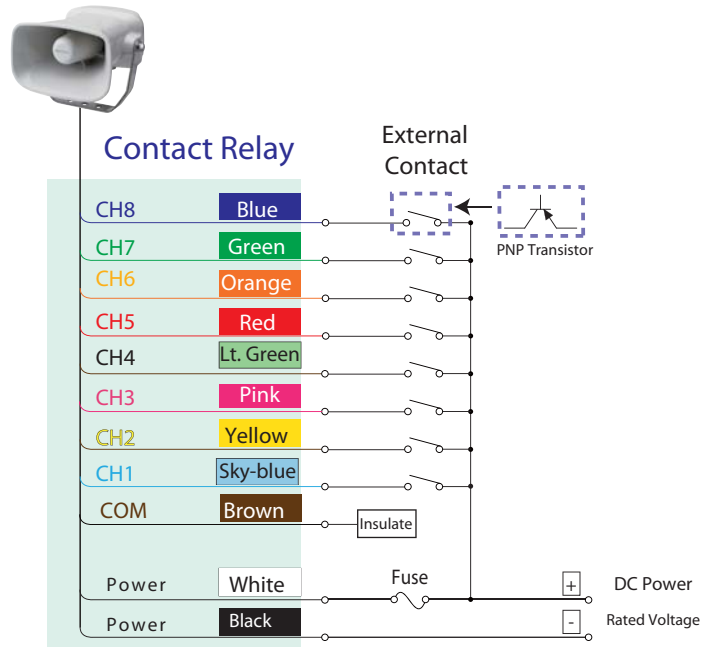 Contact Relay
External
Contact
PNP Transistor
CH8 Blue
CH7 Green
CH6 Orange
CH5 Red
CH4 Lt. Green
CH3 Pink
CH2 Yellow
CH1 Sky-blue
COM Brown
Insulate
Power White Fuse + DC Power
Power Black - Rated Voltage